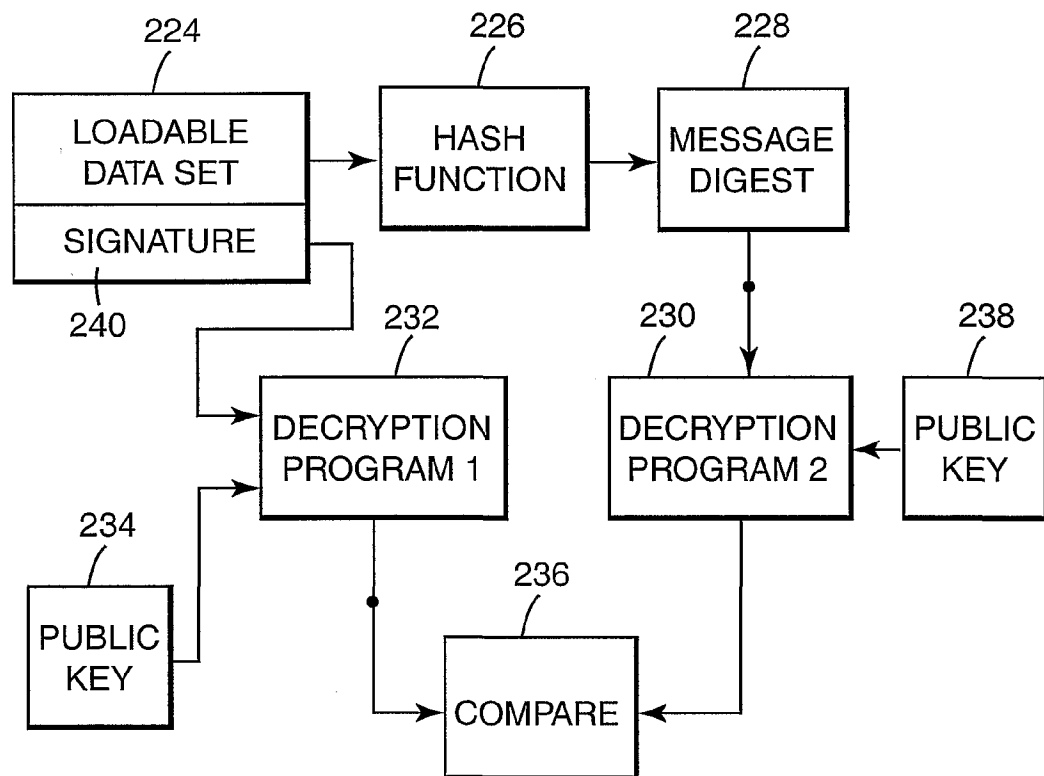 224
226
228
LOADABLE
DATA SET
HASH
FUNCTION
MESSAGE
DIGEST
SIGNATURE
240
232
230
238
DECRYPTION
PROGRAM 1
DECRYPTION
PROGRAM 2
PUBLIC
KEY
234
236
PUBLIC
KEY
COMPARE